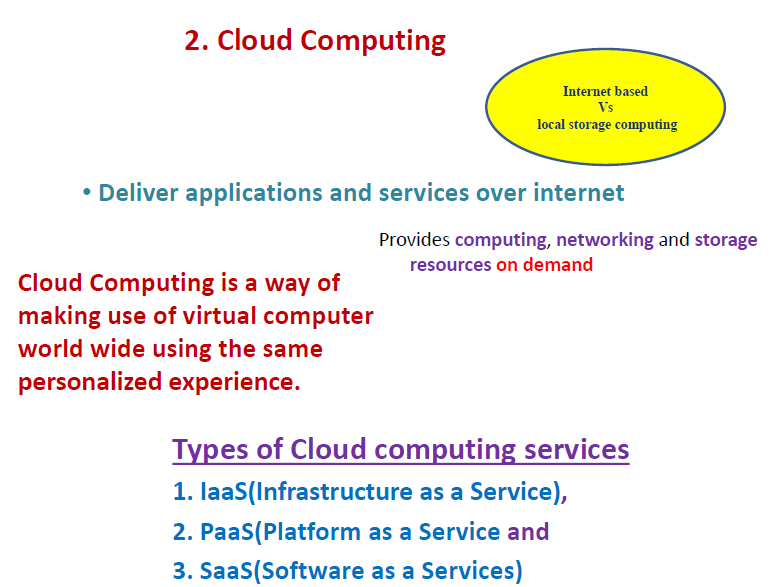 2. Cloud Computing
Internet based
Vs
local storage computing
• Deliver applications and services over internet
Provides computing, networking and storage
resources on demand
Cloud Computing is a way of
making use of virtual computer
world wide using the same
personalized experience.
Types of Cloud computing services
1. IaaS(Infrastructure as a Service),
2. PaaS(Platform as a Service and
3. SaaS(Software as a Services)